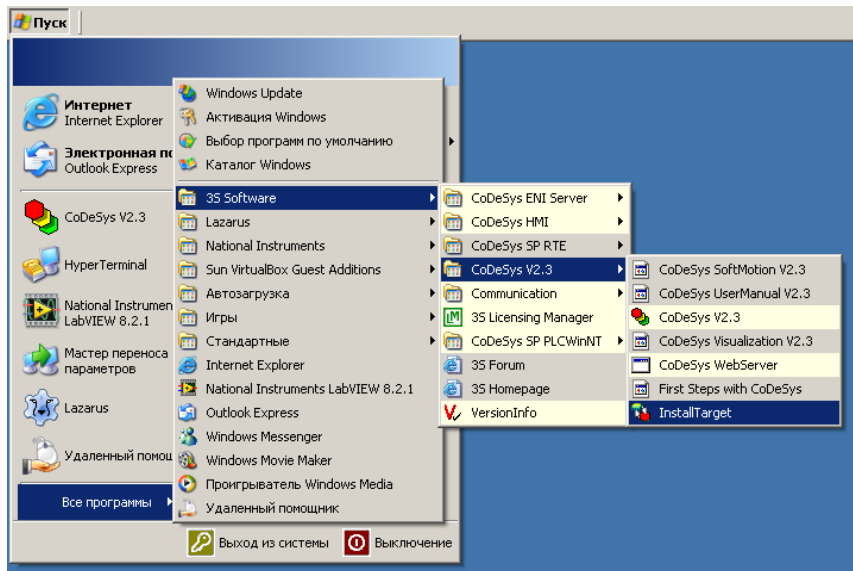 Пуск
Интернет
Internet Explorer
Электронная по
Outlook Express
CoDeSys V2.3
HyperTerminal
National Instrumen
LabVIEW 8.2.1
Мастер переноса
параметров
Lazarus
Удаленный помощ
Все программы
Windows Update
Активация Windows
Выбор программ по умолчанию
Каталог Windows
3S Software
Lazarus
National Instruments
Sun VirtualBox Guest Additions
Автозагрузка
Игры
Стандартные
Internet Explorer
National Instruments LabVIEW 8.2.1
Outlook Express
Windows Messenger
Windows Movie Maker
Проигрыватель Windows Media
Удаленный помощник
CoDeSys ENI Server
CoDeSys HMI
CoDeSys SP RTE
CoDeSys V2.3
Communication
3S Licensing Manager
CoDeSys SP PLCWinNT
3S Forum
3S Homepage
VersionInfo
CoDeSys SoftMotion V2.3
CoDeSys UserManual V2.3
CoDeSys V2.3
CoDeSys Visualization V2.3
CoDeSys WebServer
First Steps with CoDeSys
InstallTarget
Выход из системы
Выключение